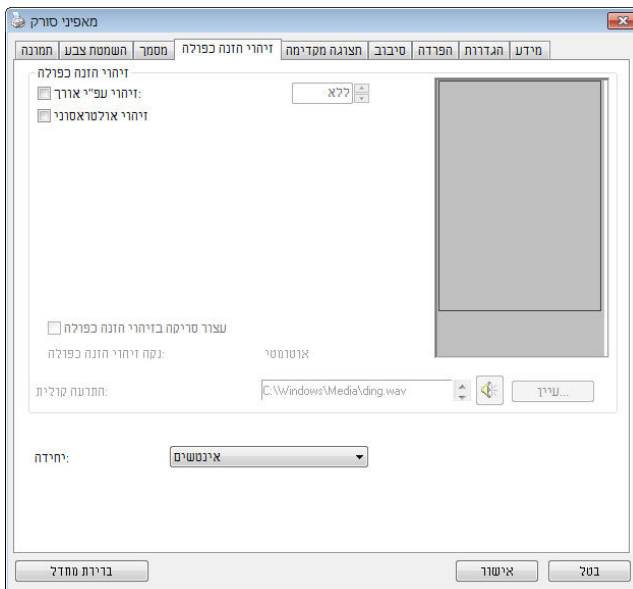 מאפיני סורק
תמונה השמטת צבע מסמך זיהוי הזנה כפולה תצוגה מקדימה סיבוב הפרדה הגדרות מידע
זיהוי הזנה כפולה
זיהוי עפ"י אורך: ללא
זיהוי אולטראסוני
עצור סריקה בזיהוי הזנה כפולה
נקה זיהוי הזנה כפולה: אוטומטי
התרעה קולית: C:\Windows\Media\ding.wav עיין...
יחידה: אינטשים
ברירת מחדל אישור בטל